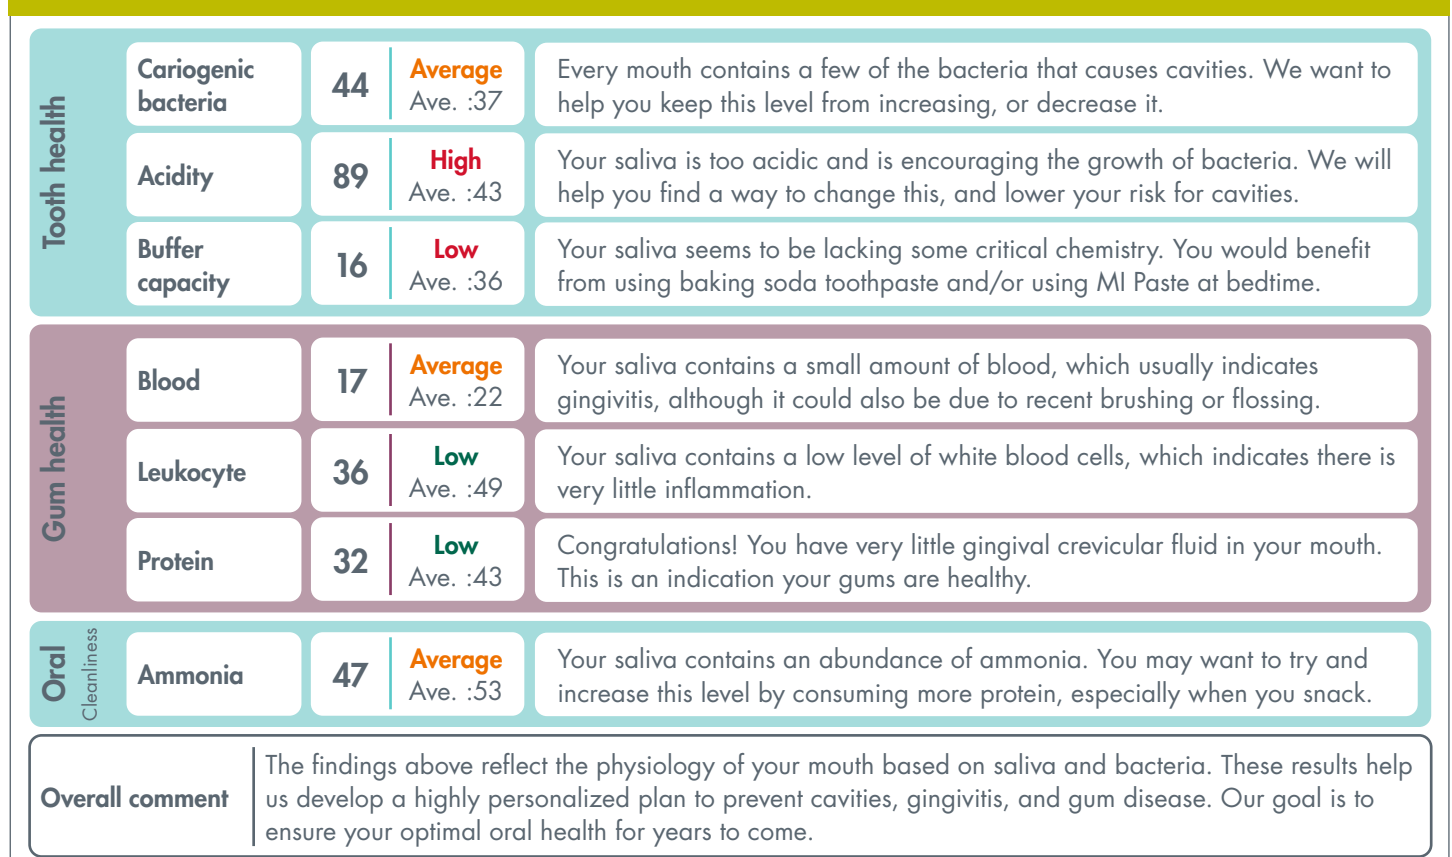 Tooth health
Cariogenic
bacteria
44
Average
Ave. :37
Every mouth contains a few of the bacteria that causes cavities. We want to
help you keep this level from increasing, or decrease it.
Acidity
89
High
Ave. :43
Your saliva is too acidic and is encouraging the growth of bacteria. We will
help you find a way to change this, and lower your risk for cavities.
Buffer
capacity
16
Low
Ave. :36
Your saliva seems to be lacking some critical chemistry. You would benefit
from using baking soda toothpaste and/or using MI Paste at bedtime.
Gum health
Blood
17
Average
Ave. :22
Your saliva contains a small amount of blood, which usually indicates
gingivitis, although it could also be due to recent brushing or flossing.
Leukocyte
36
Low
Ave. :49
Your saliva contains a low level of white blood cells, which indicates there is
very little inflammation.
Protein
32
Low
Ave. :43
Congratulations! You have very little gingival crevicular fluid in your mouth.
This is an indication your gums are healthy.
Oral
Cleanliness
Ammonia
47
Average
Ave. :53
Your saliva contains an abundance of ammonia. You may want to try and
increase this level by consuming more protein, especially when you snack.
Overall comment
The findings above reflect the physiology of your mouth based on saliva and bacteria. These results help
us develop a highly personalized plan to prevent cavities, gingivitis, and gum disease. Our goal is to
ensure your optimal oral health for years to come.